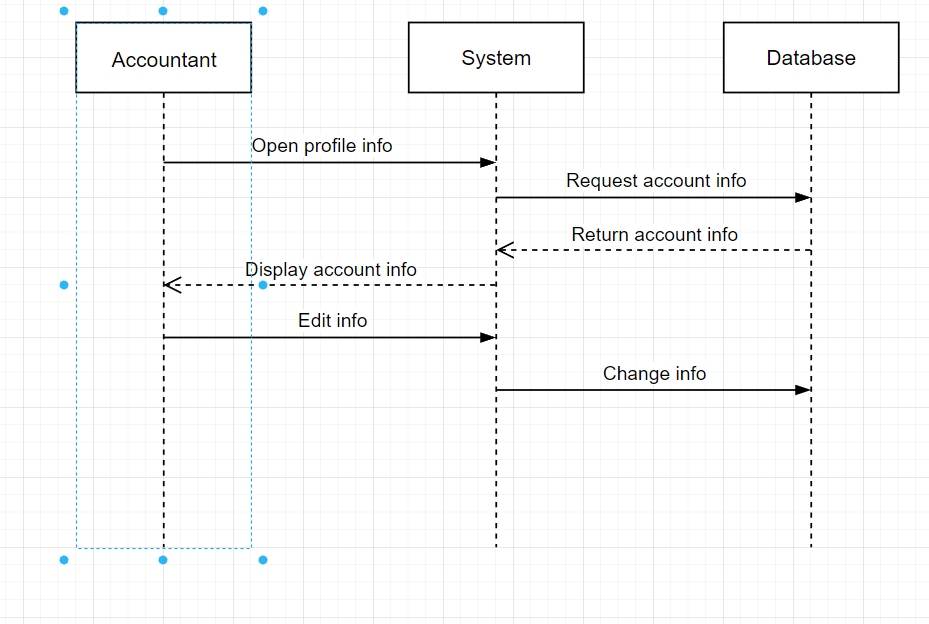 Accountant
System
Database
Open profile info
Request account info
Return account info
Display account info
Edit info
Change info